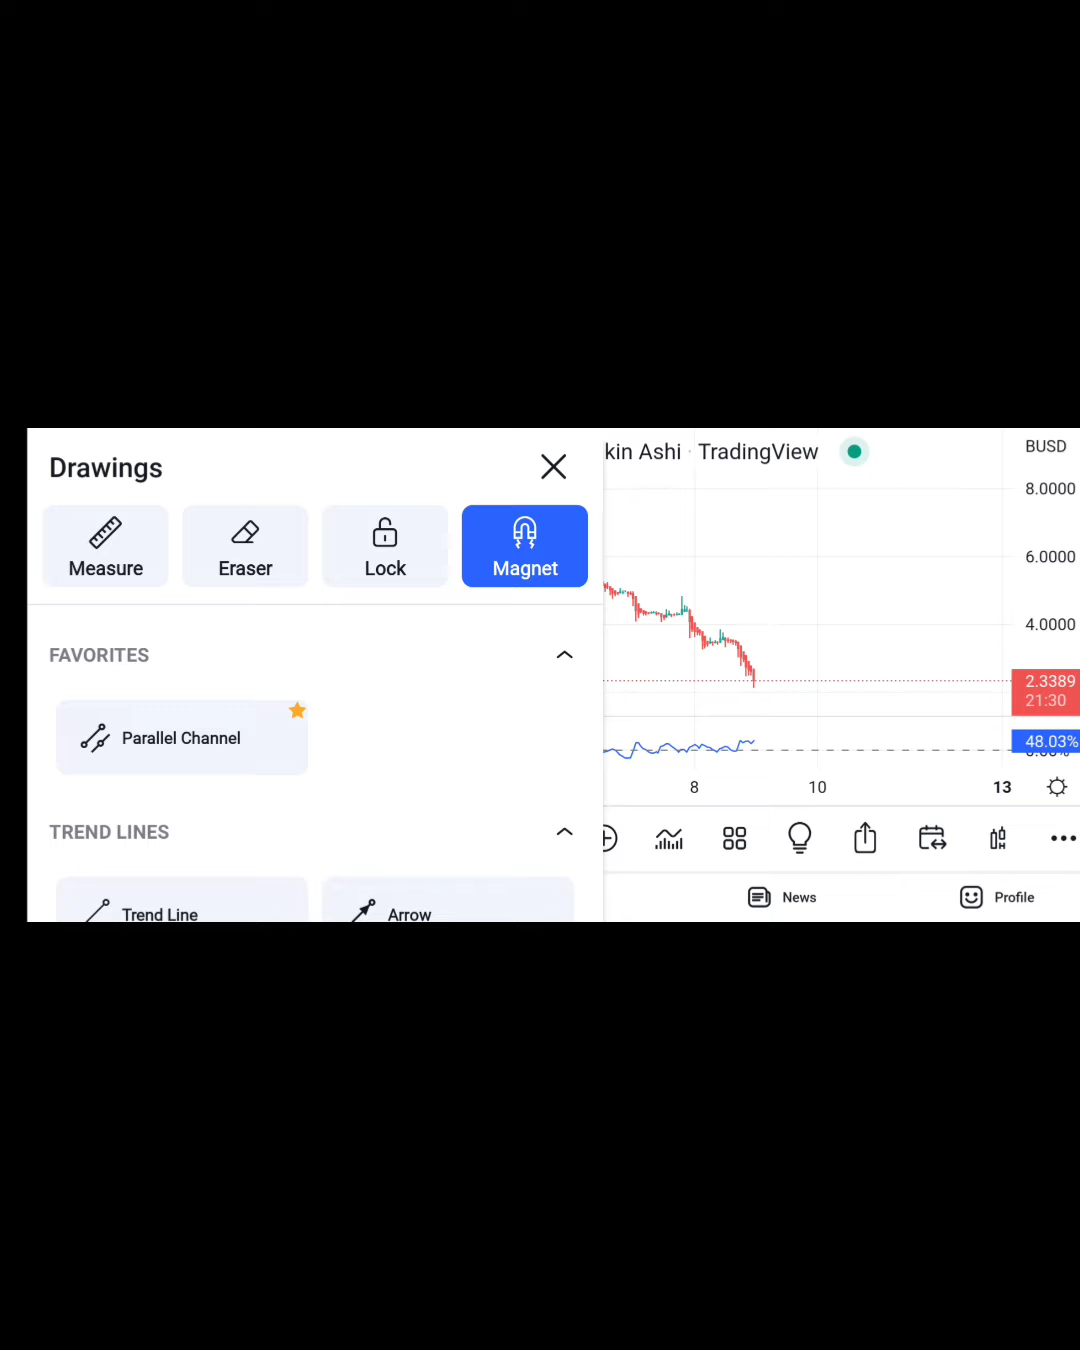 Drawings
Measure
Eraser
Lock
Magnet
FAVORITES
Parallel Channel
TREND LINES
Trend Line
Arrow
kin Ashi · TradingView
BUSD
8.0000
6.0000
4.0000
2.3389
21:30
48.03%
8
10
13
News
Profile